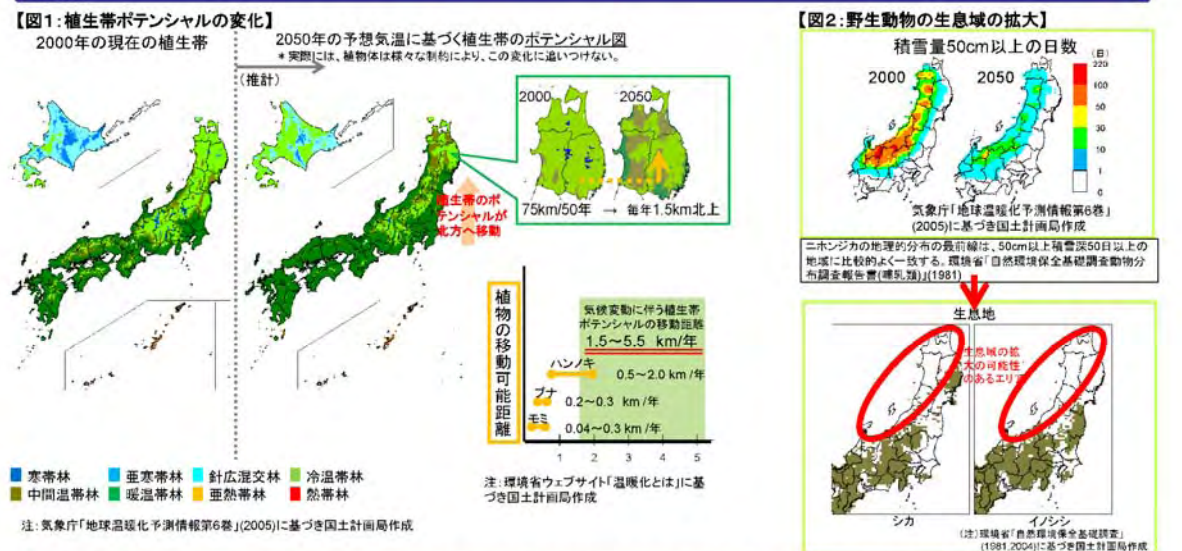 【図1:植生帯ポテンシャルの変化】
2000年の現在の植生帯
2050年の予想気温に基づく植生帯のポテンシャル図
*実際には、植物体は様々な制約により、この変化に追いつけない。
(推計)
2000
2050
75km/50年 → 毎年1.5km北上
植生帯のポ
テンシャルが
北方へ移動
植物の移動可能距離
気候変動に伴う植生帯
ポテンシャルの移動距離
1.5～5.5 km/年
ハンノキ
0.5～2.0 km/年
ブナ
0.2～0.3 km/年
モミ
0.04～0.3 km/年
1 2 3 4 5
寒帯林
亜寒帯林
針広混交林
冷温帯林
中間温帯林
暖温帯林
亜熱帯林
熱帯林
注:環境省ウェブサイト「温暖化とは」に基
づき国土計画局作成
注:気象庁「地球温暖化予測情報第6巻」(2005)に基づき国土計画局作成
【図2:野生動物の生息域の拡大】
積雪量50cm以上の日数
(日)
2000
2050
220
100
50
30
10
1
0
気象庁「地球温暖化予測情報第6巻」
(2005)に基づき国土計画局作成
ニホンジカの地理的分布の最前線は、50cm以上積雪深50日以上の
地域に比較的よく一致する。環境省「自然環境保全基礎調査動物分
布調査報告書(哺乳類)」(1981)
生息地
生息域の拡
大の可能性
のあるエリア
シカ
イノシシ
(注)環境省「自然環境保全基礎調査」
(1981,2004)に基づき国土計画局作成